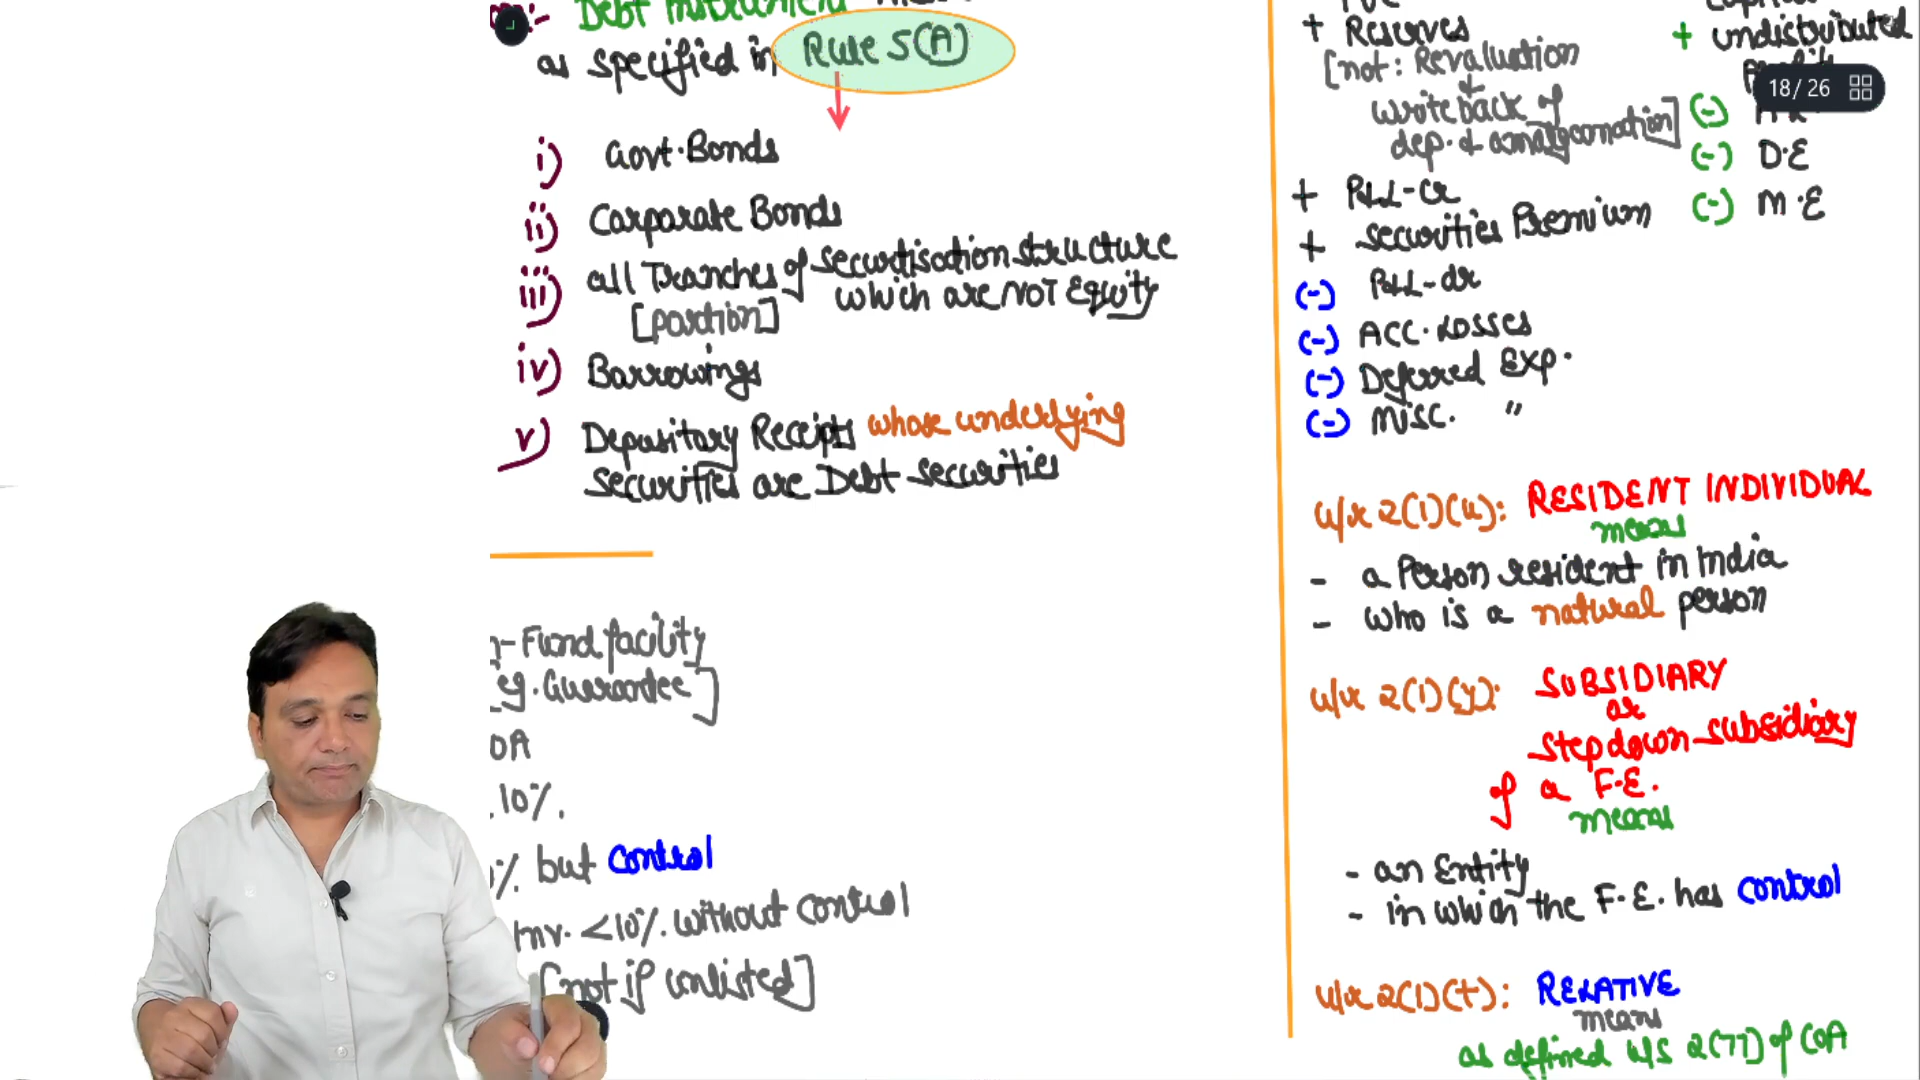 :- Debt Instrument
as specified in Rule 5(A)
i) Govt. Bonds
ii) Corporate Bonds
iii) all Tranches of securitisation structure
[portion] which are NOT Equity
iv) Borrowings
v) Depositary Receipts whose underlying
securities are Debt securities
n-Fund facility
eg. Guarantee]
OA
10%.
% but control
Inv. <10%. without control
[not if unlisted]
+ Reserves
[not: Revaluation
+
write back of
dep. & amalgamation]
+ P&L-Cr
+ securities Premium
(-) P&L-dr
(-) ACC. Losses
(-) Deferred Exp.
(-) Misc. "
+ undistributed
18/ 26
(-)
(-) D.E
(-) M.E
u/r 2(1)(u): RESIDENT INDIVIDUAL
means
- a Person resident in India
- who is a natural person
u/r 2(1)(y): SUBSIDIARY
or
step down-subsidiary
of a F.E.
means
- an Entity
- in which the F.E. has control
u/r 2(1)(t): RELATIVE
means
as defined u/s 2(77) of COA